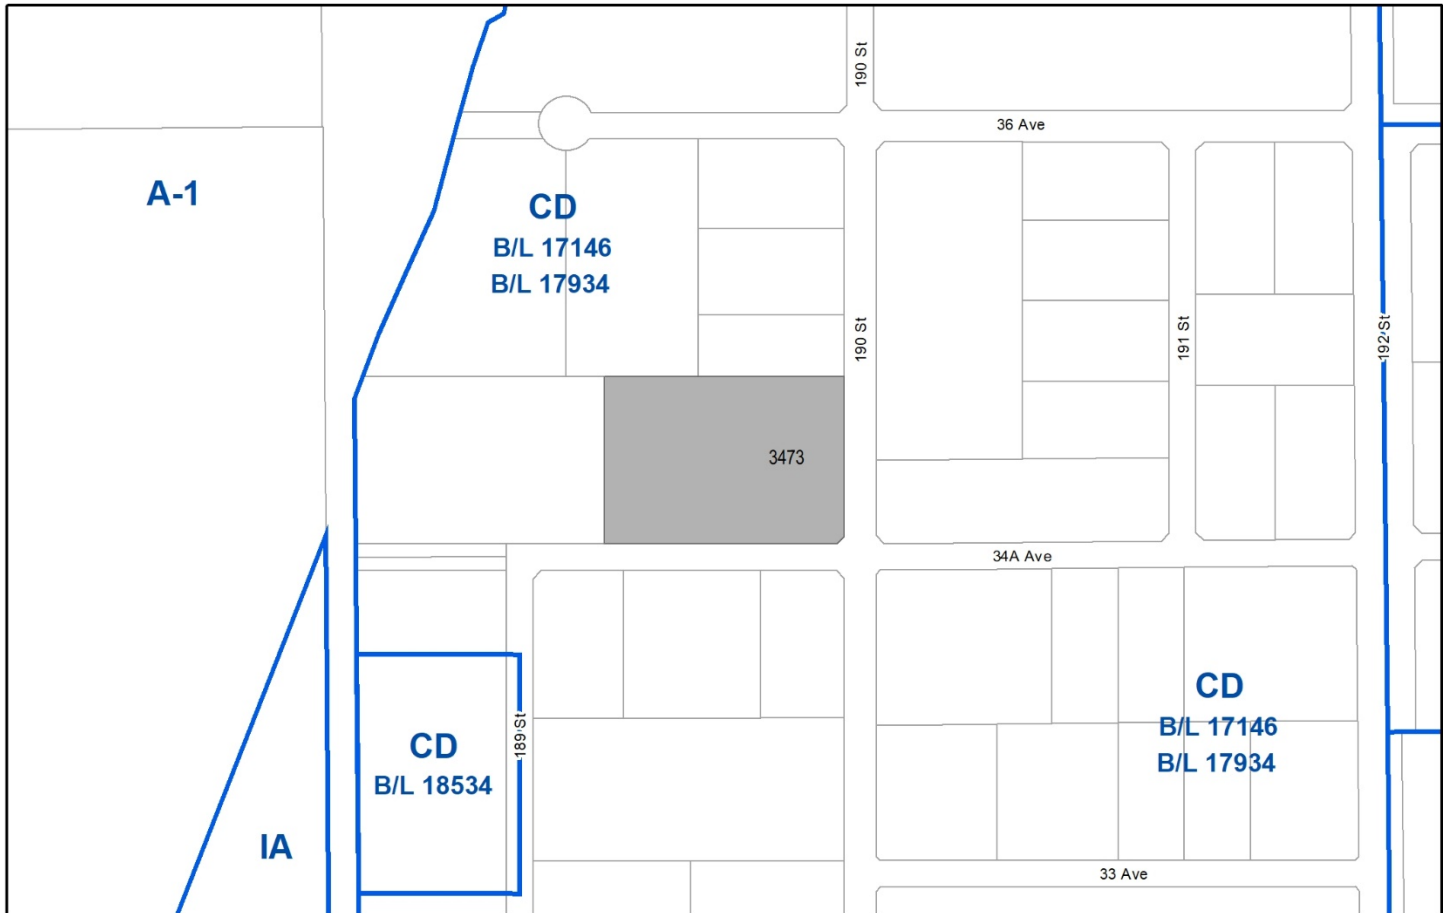 190 St
36 Ave
A-1
CD
B/L 17146
B/L 17934
190 St
191 St
192 St
3473
34A Ave
CD
B/L 17146
B/L 17934
189 St
CD
B/L 18534
IA
33 Ave